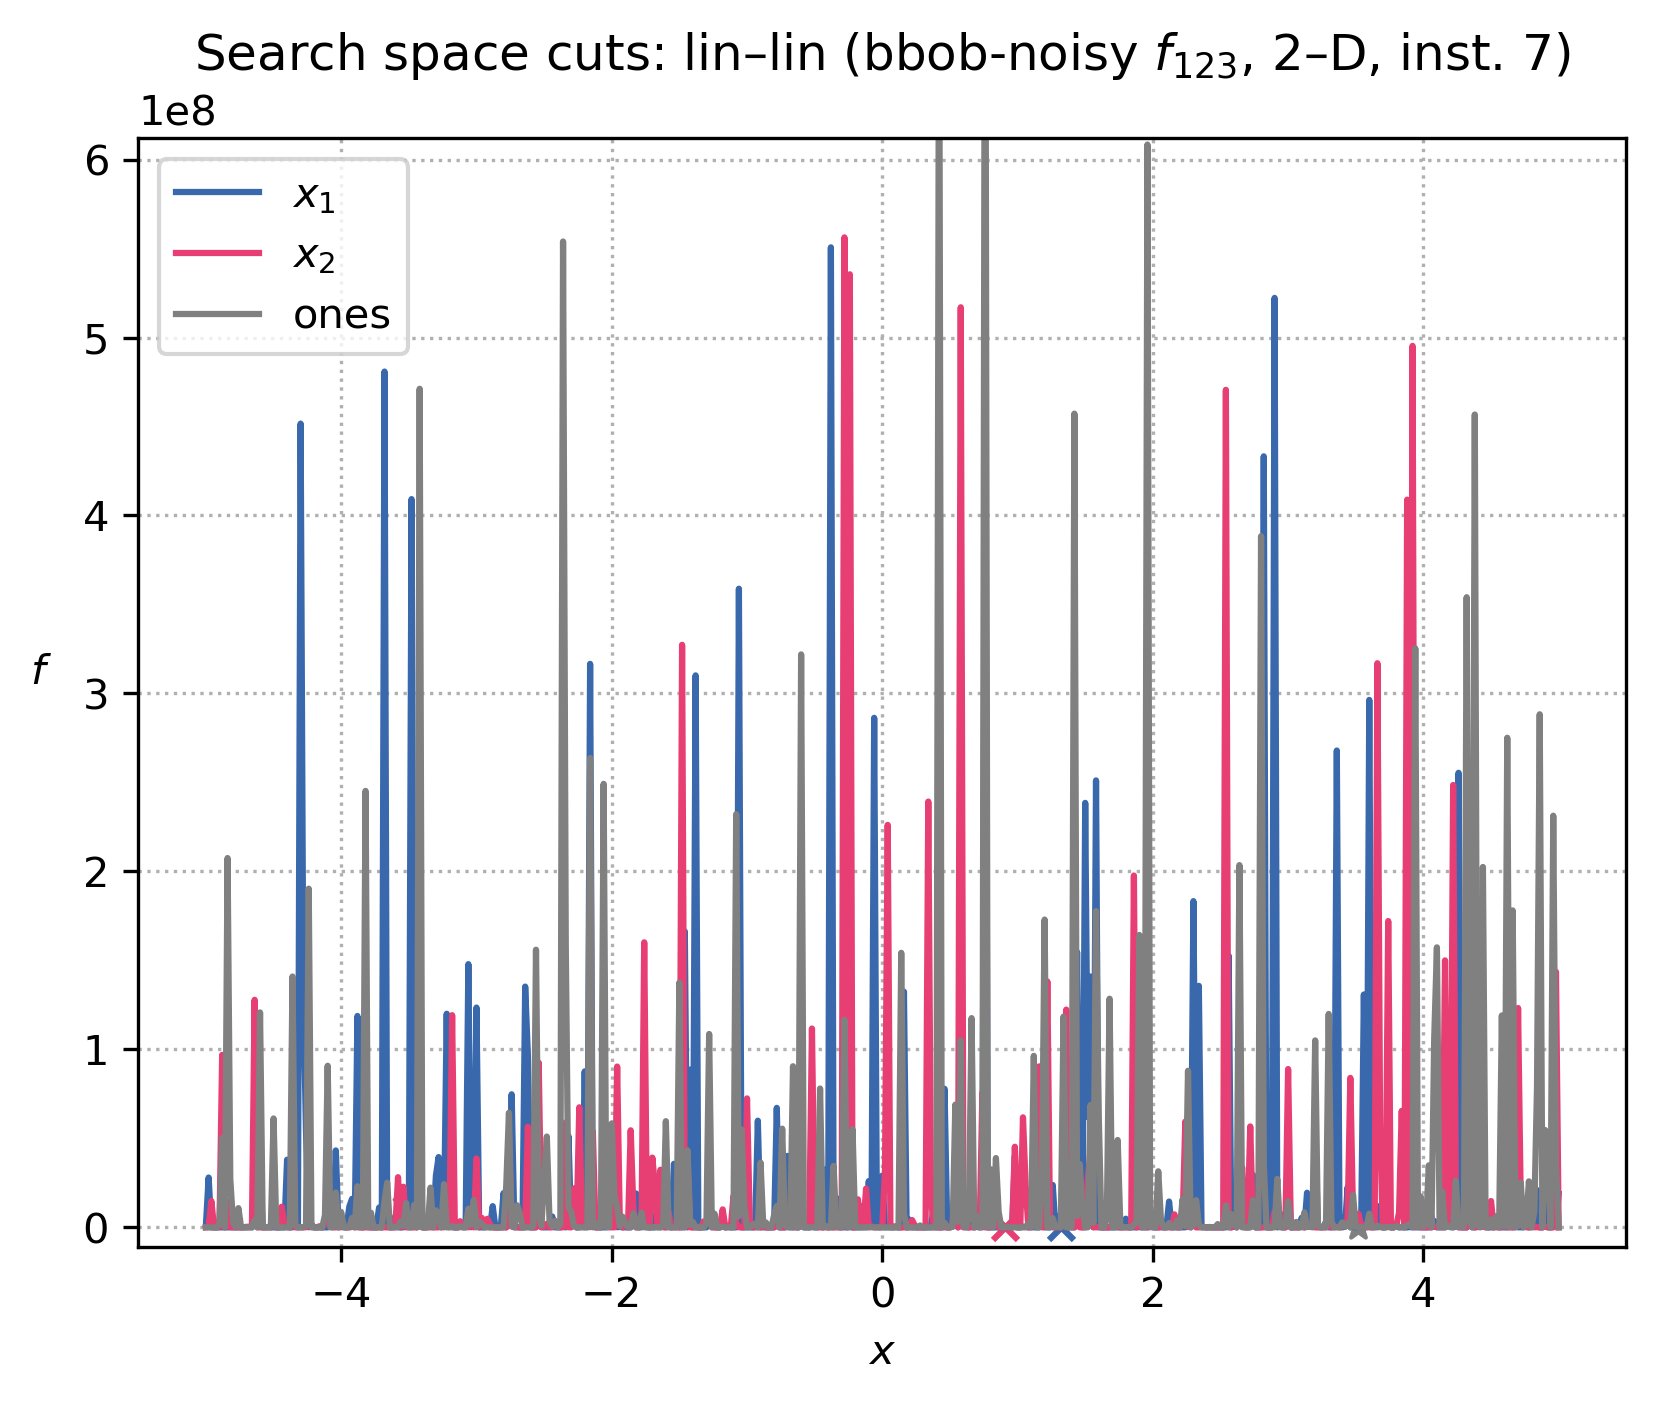 Search space cuts: lin–lin (bbob-noisy f₁₂₃, 2–D, inst. 7)
1e8
6
5
4
3
2
1
0
f
x₁
x₂
ones
−4 −2 0 2 4
x